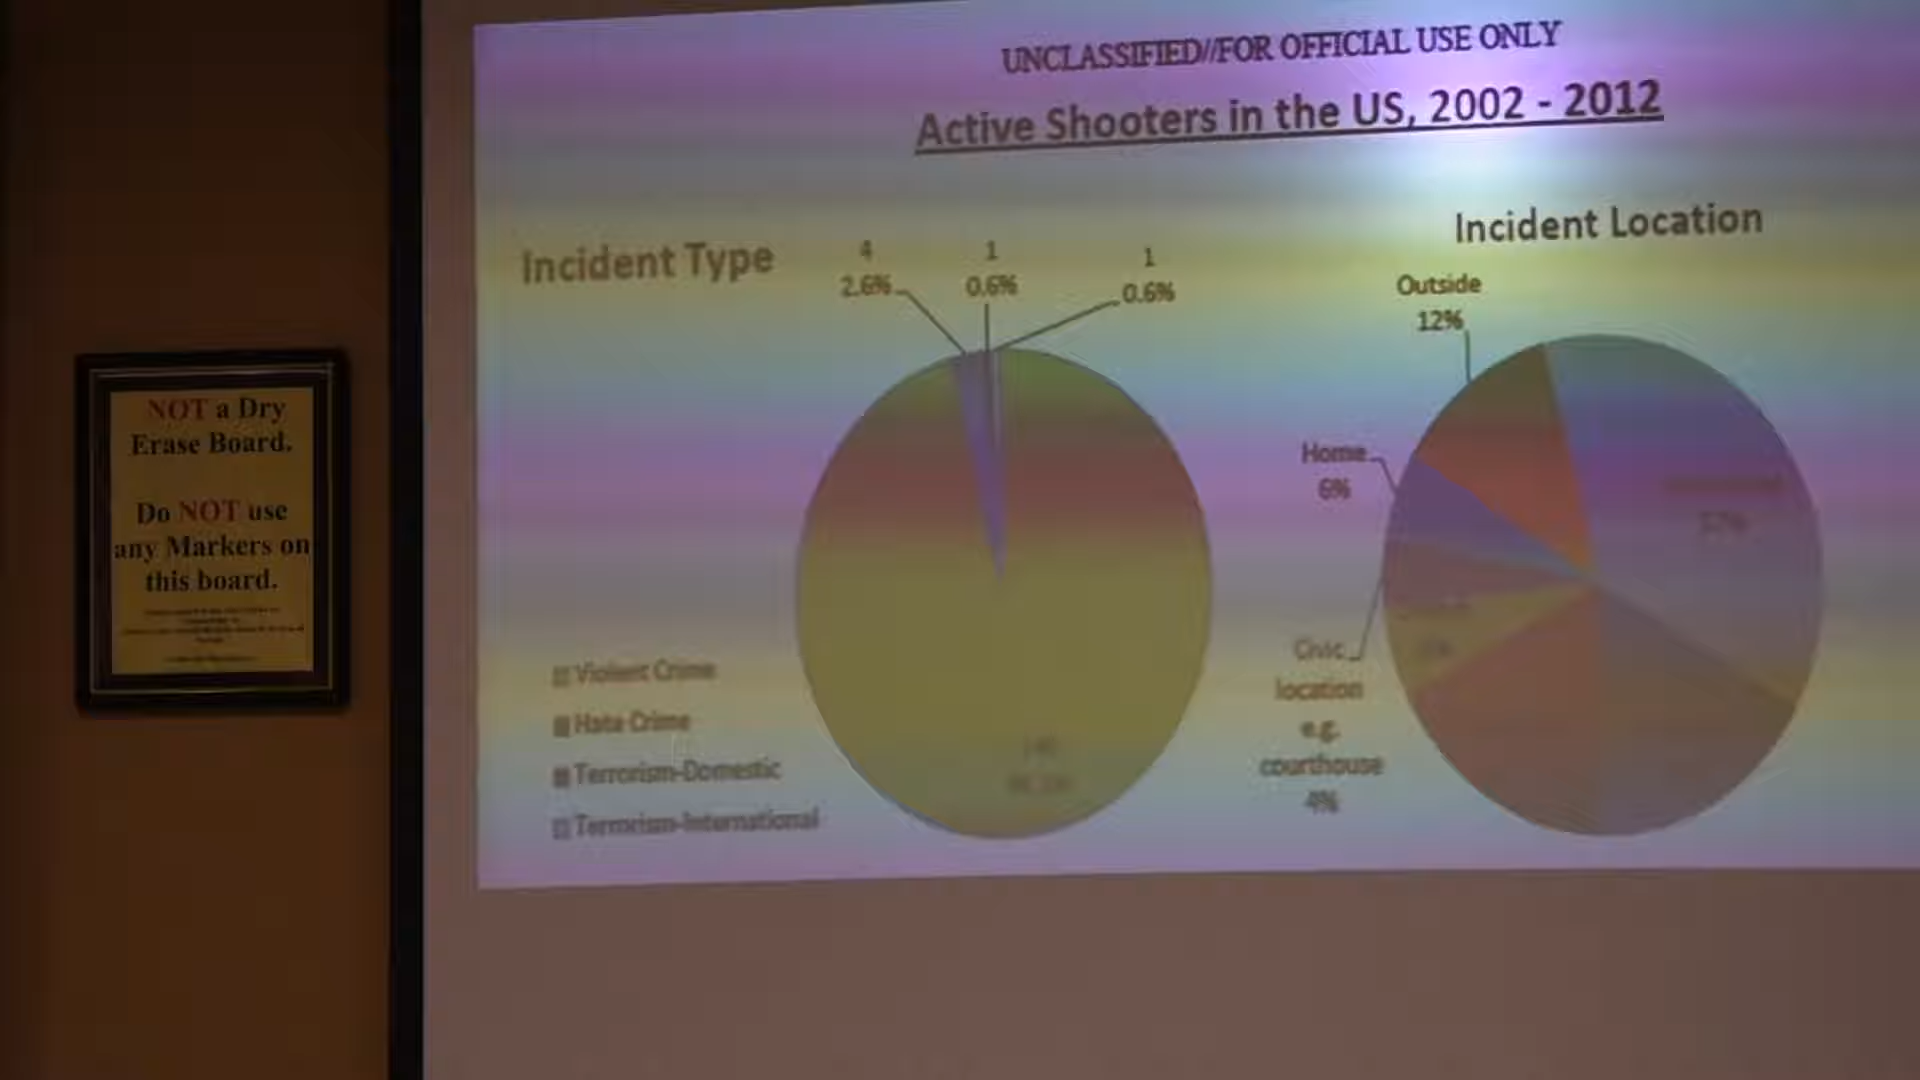 NOT a Dry
Erase Board.
Do NOT use
any Markers on
this board.
UNCLASSIFIED//FOR OFFICIAL USE ONLY
Active Shooters in the US, 2002 - 2012
Incident Type
4
2.6%
1
0.6%
1
0.6%
Violent Crime
Hate Crime
Terrorism-Domestic
Terrorism-International
Incident Location
Outside
12%
Home
6%
Civic
location
e.g.
courthouse
4%